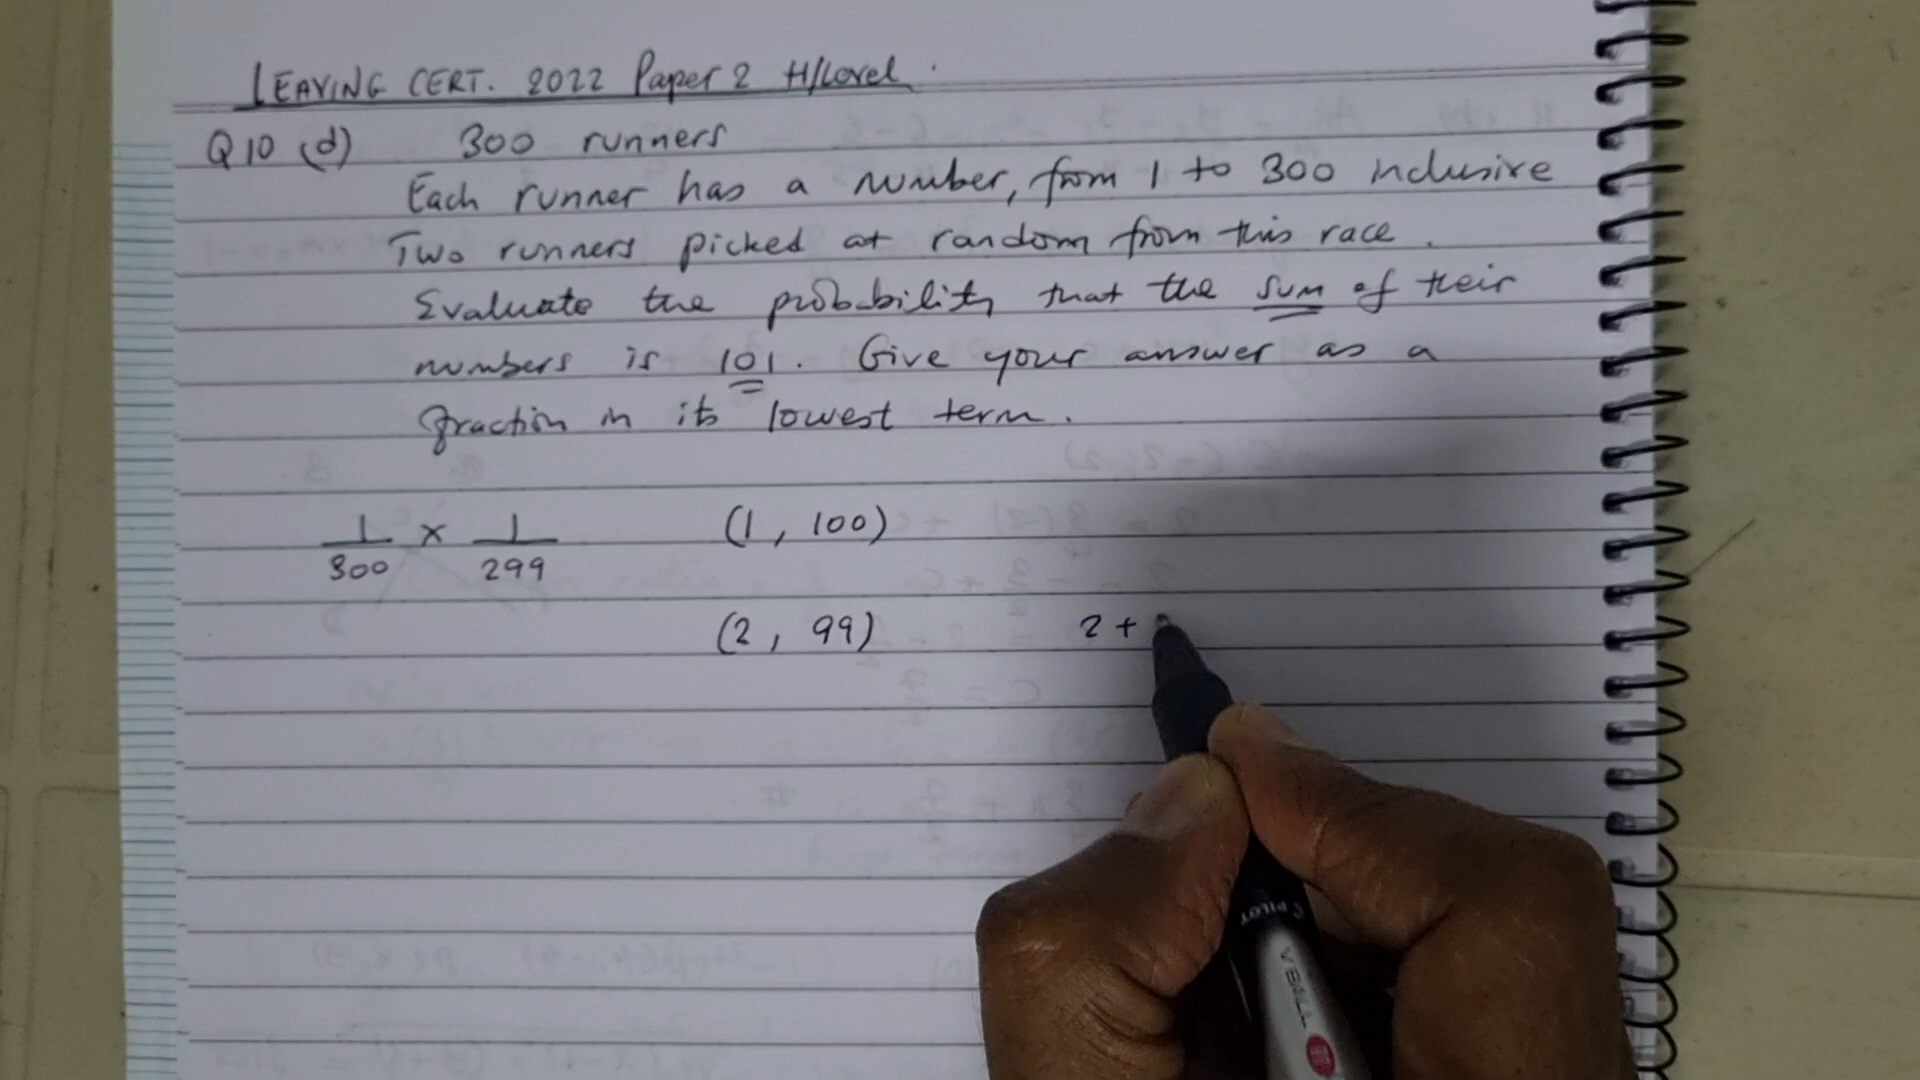 LEAVING CERT. 2022 Paper 2 H/Level.
Q10 (d) 300 runners
Each runner has a number, from 1 to 300 inclusive
Two runners picked at random from this race.
Evaluate the probability that the sum of their
numbers is 101. Give your answer as a
fraction in its lowest term.
1/300 × 1/299 (1, 100)
(2, 99) 2 +
PILOT
V BALL